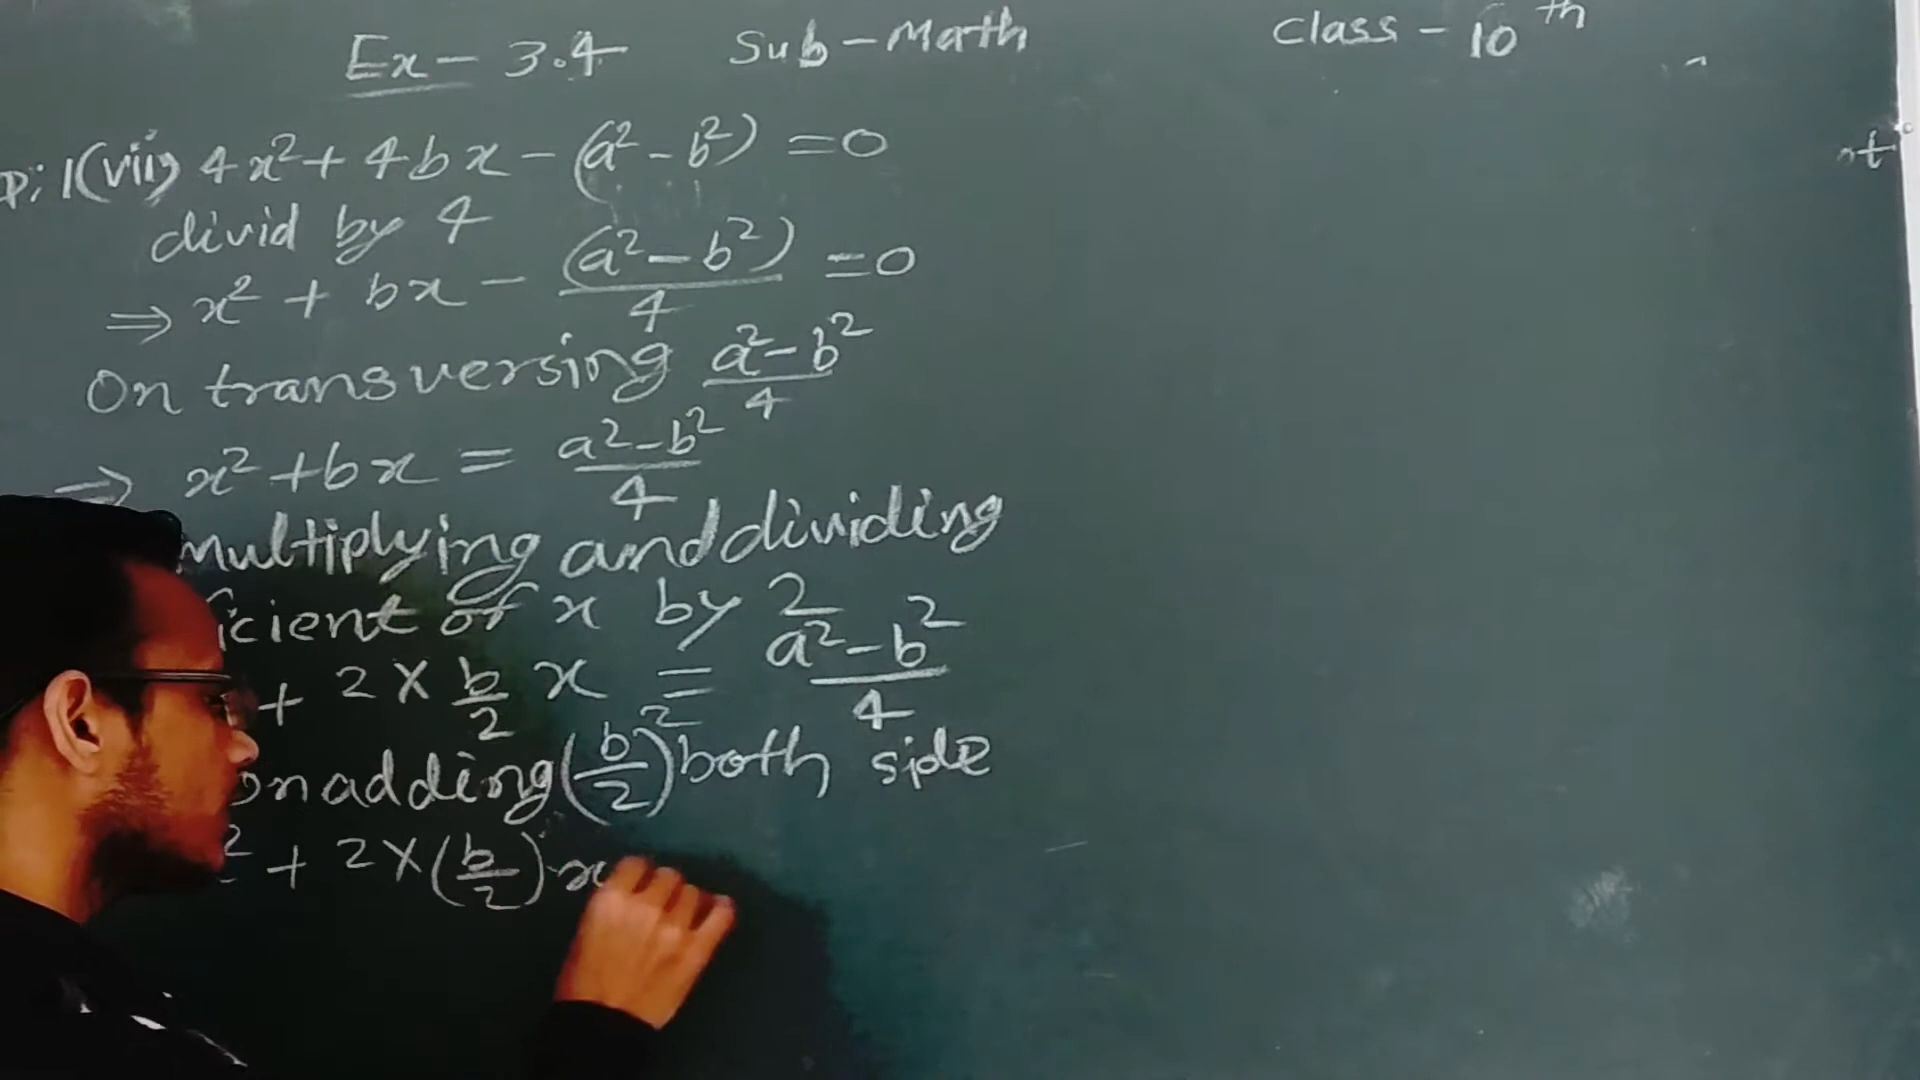 Ex- 3.4 Sub-Math Class-10th
1(vii) 4x²+4bx-(a²-b²)=0
divid by 4
⇒ x²+bx-(a²-b²)/4=0
On transversing a²-b²/4
⇒ x²+bx=a²-b²/4
Multiplying and dividing
of x by 2
+ 2×b/2 x = a²-b²/4
on adding (b/2)² both side
² + 2×(b/2)·x